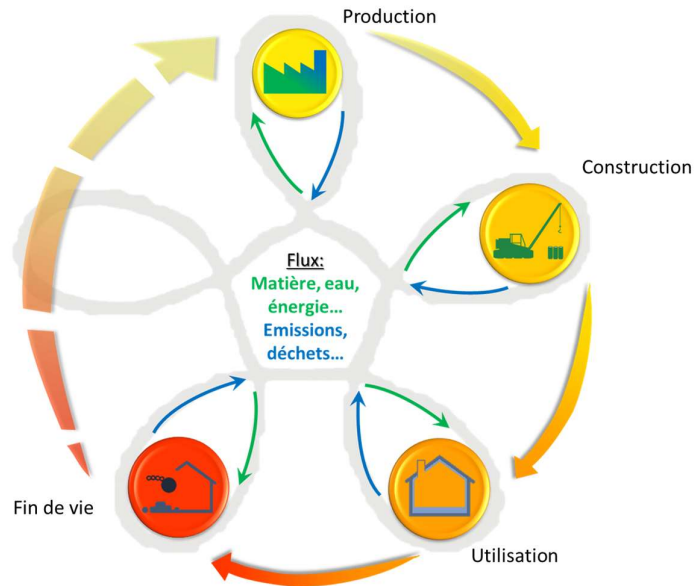 Production
Construction
Flux:
Matière, eau,
énergie...
Emissions,
déchets...
Fin de vie
Utilisation